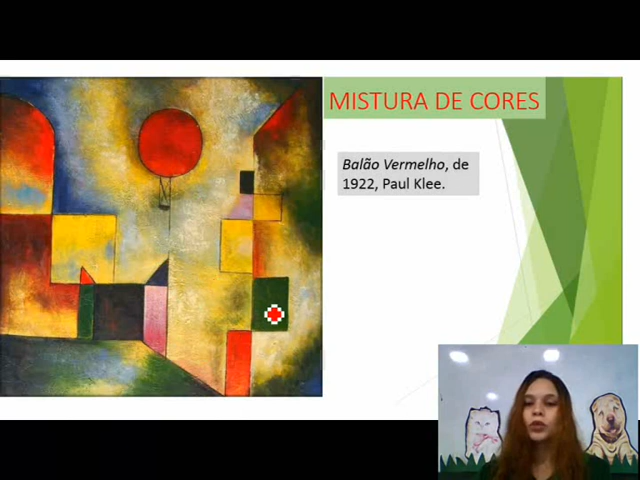 MISTURA DE CORES
Balão Vermelho, de
1922, Paul Klee.